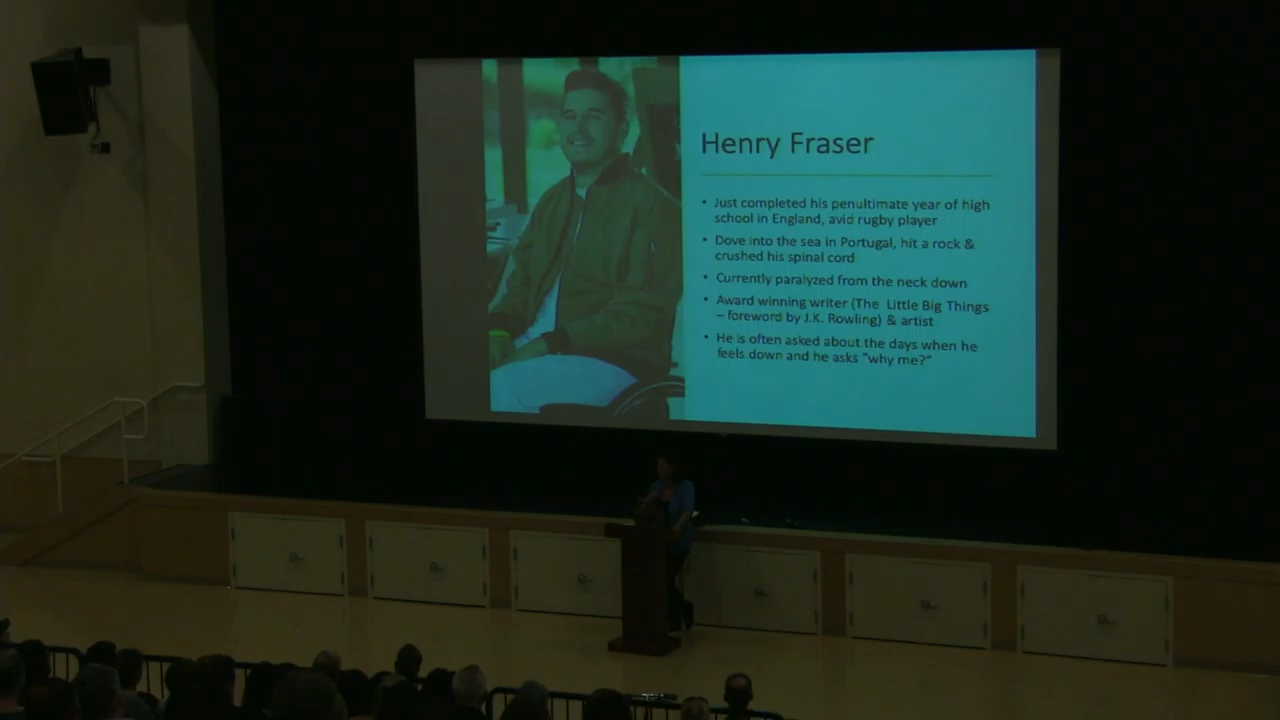 Henry Fraser
• Just completed his penultimate year of high
school in England, avid rugby player
• Dove into the sea in Portugal, hit a rock &
crushed his spinal cord
• Currently paralyzed from the neck down
• Award winning writer (The Little Big Things
– foreword by J.K. Rowling) & artist
• He is often asked about the days when he
feels down and he asks "why me?"